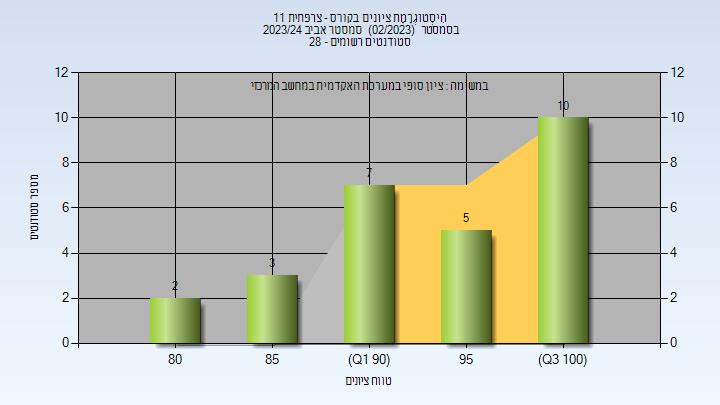 היסטוגרמת ציונים בקורס - צרפתית 11
בסמסטר (02/2023) סמסטר אביב 2023/24
סטודנטים רשומים - 28
במשימה : ציון סופי במערכת האקדמית במחשב המרכזי
12 12
10 10
8 8
6 6
4 4
2 2
0 0
2 3 7 5 10
מספר סטודנטים
80 85 (Q1 90) 95 (Q3 100)
טווח ציונים